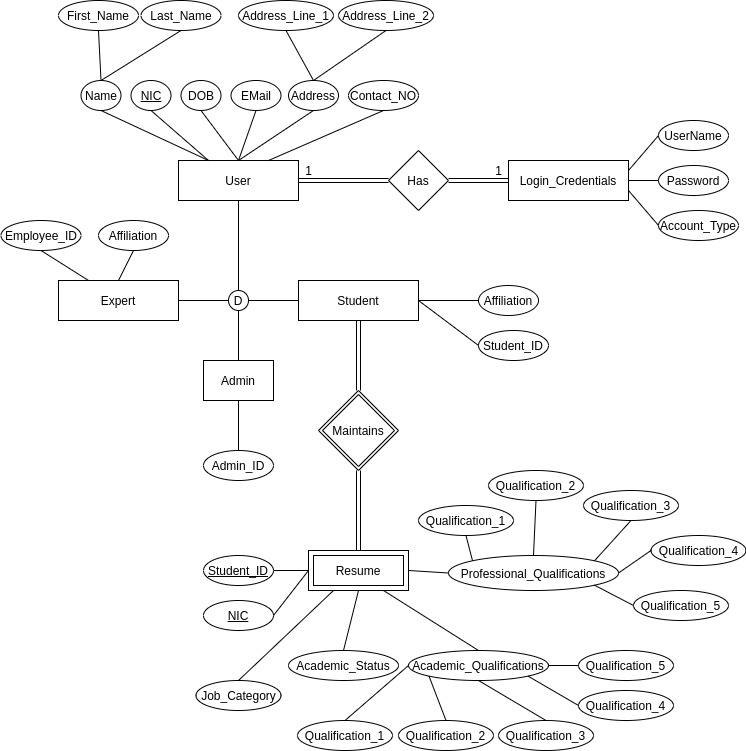 First_Name
Last_Name
Address_Line_1
Address_Line_2
Name
NIC
DOB
EMail
Address
Contact_NO
UserName
User
1
Has
1
Login_Credentials
Password
Account_Type
Employee_ID
Affiliation
Expert
D
Student
Affiliation
Student_ID
Admin
Maintains
Admin_ID
Qualification_2
Qualification_3
Qualification_1
Qualification_4
Student_ID
Resume
Professional_Qualifications
Qualification_5
NIC
Academic_Status
Academic_Qualifications
Qualification_5
Job_Category
Qualification_4
Qualification_1
Qualification_2
Qualification_3